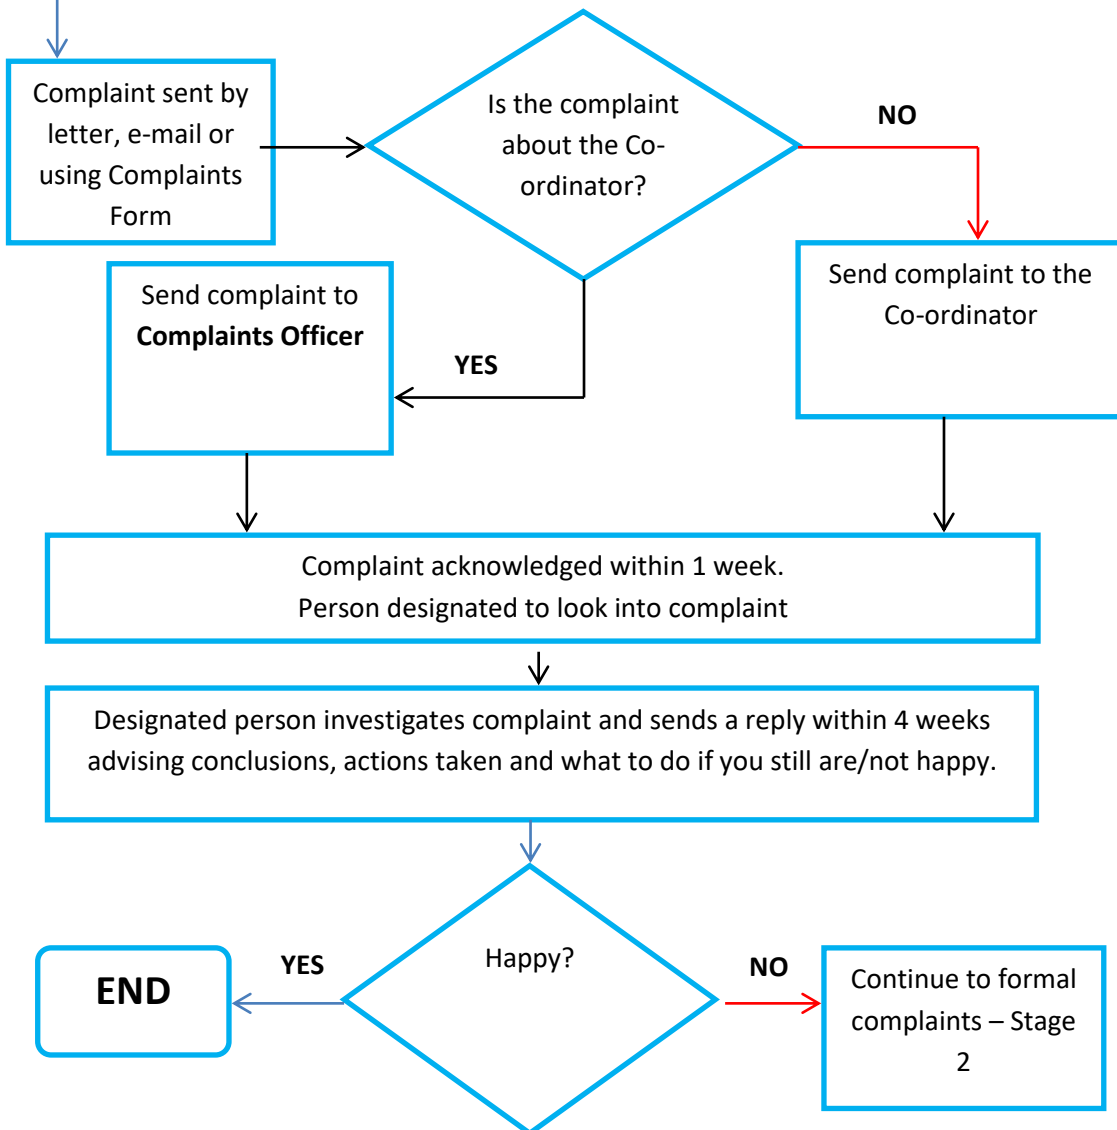 Complaint sent by
letter, e-mail or
using Complaints
Form
Is the complaint
about the Co-
ordinator?
NO
Send complaint to
Complaints Officer
YES
Send complaint to the
Co-ordinator
Complaint acknowledged within 1 week.
Person designated to look into complaint
Designated person investigates complaint and sends a reply within 4 weeks
advising conclusions, actions taken and what to do if you still are/not happy.
Happy?
YES
END
NO
Continue to formal
complaints – Stage
2